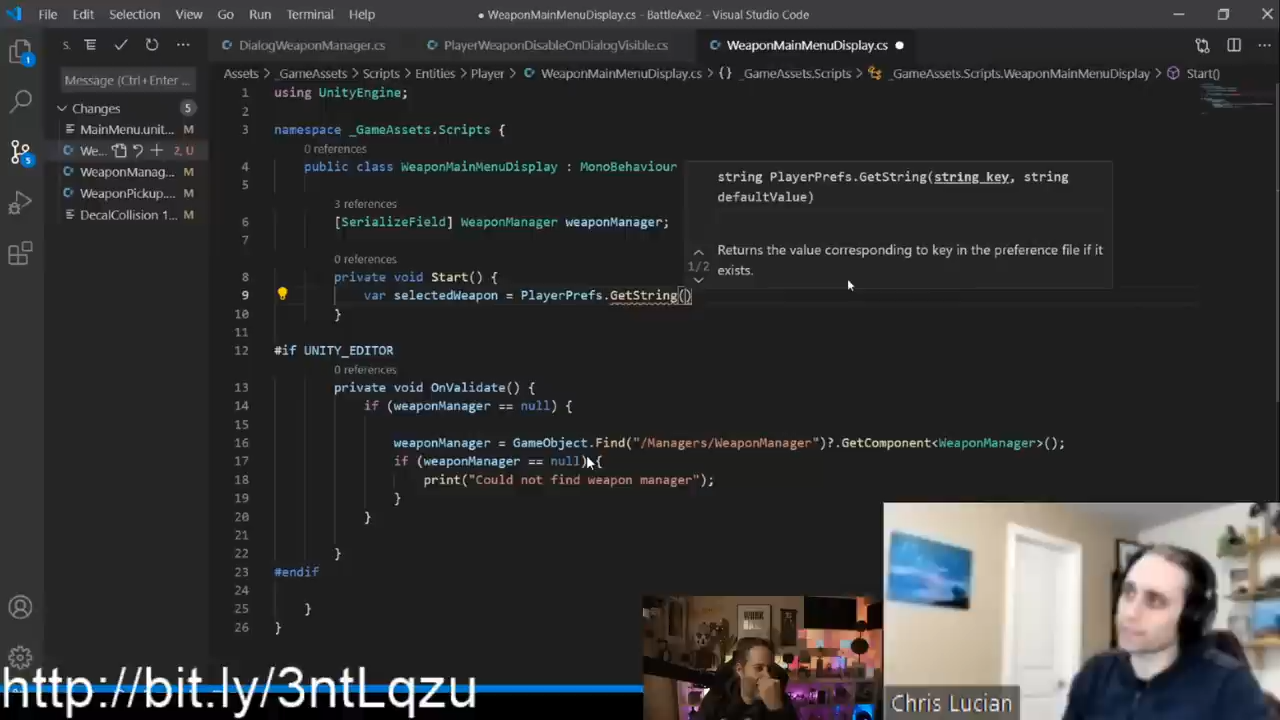 File Edit Selection View Go Run Terminal Help
● WeaponMainMenuDisplay.cs - BattleAxe2 - Visual Studio Code
S.
DialogWeaponManager.cs
PlayerWeaponDisableOnDialogVisible.cs
WeaponMainMenuDisplay.cs ●
Message (Ctrl+Enter ...
Assets > _GameAssets > Scripts > Entities > Player > WeaponMainMenuDisplay.cs > {} _GameAssets.Scripts > _GameAssets.Scripts.WeaponMainMenuDisplay > Start()
Changes 5
MainMenu.unit... M
We... 2, U
WeaponManag... M
WeaponPickup.... M
DecalCollision 1... M
1
5
1 using UnityEngine;
2
3 namespace _GameAssets.Scripts {
0 references
4 public class WeaponMainMenuDisplay : MonoBehaviour
5
3 references
6 [SerializeField] WeaponManager weaponManager;
7
0 references
8 private void Start() {
9 var selectedWeapon = PlayerPrefs.GetString()
10 }
11
12 #if UNITY_EDITOR
0 references
13 private void OnValidate() {
14 if (weaponManager == null) {
15
16 weaponManager = GameObject.Find("/Managers/WeaponManager")?.GetComponent<WeaponManager>();
17 if (weaponManager == null) {
18 print("Could not find weapon manager");
19 }
20 }
21
22 }
23 #endif
24
25 }
26 }
string PlayerPrefs.GetString(string key, string
defaultValue)
1/2
Returns the value corresponding to key in the preference file if it
exists.
WORK
http://bit.ly/3ntLqzu
Chris Lucian